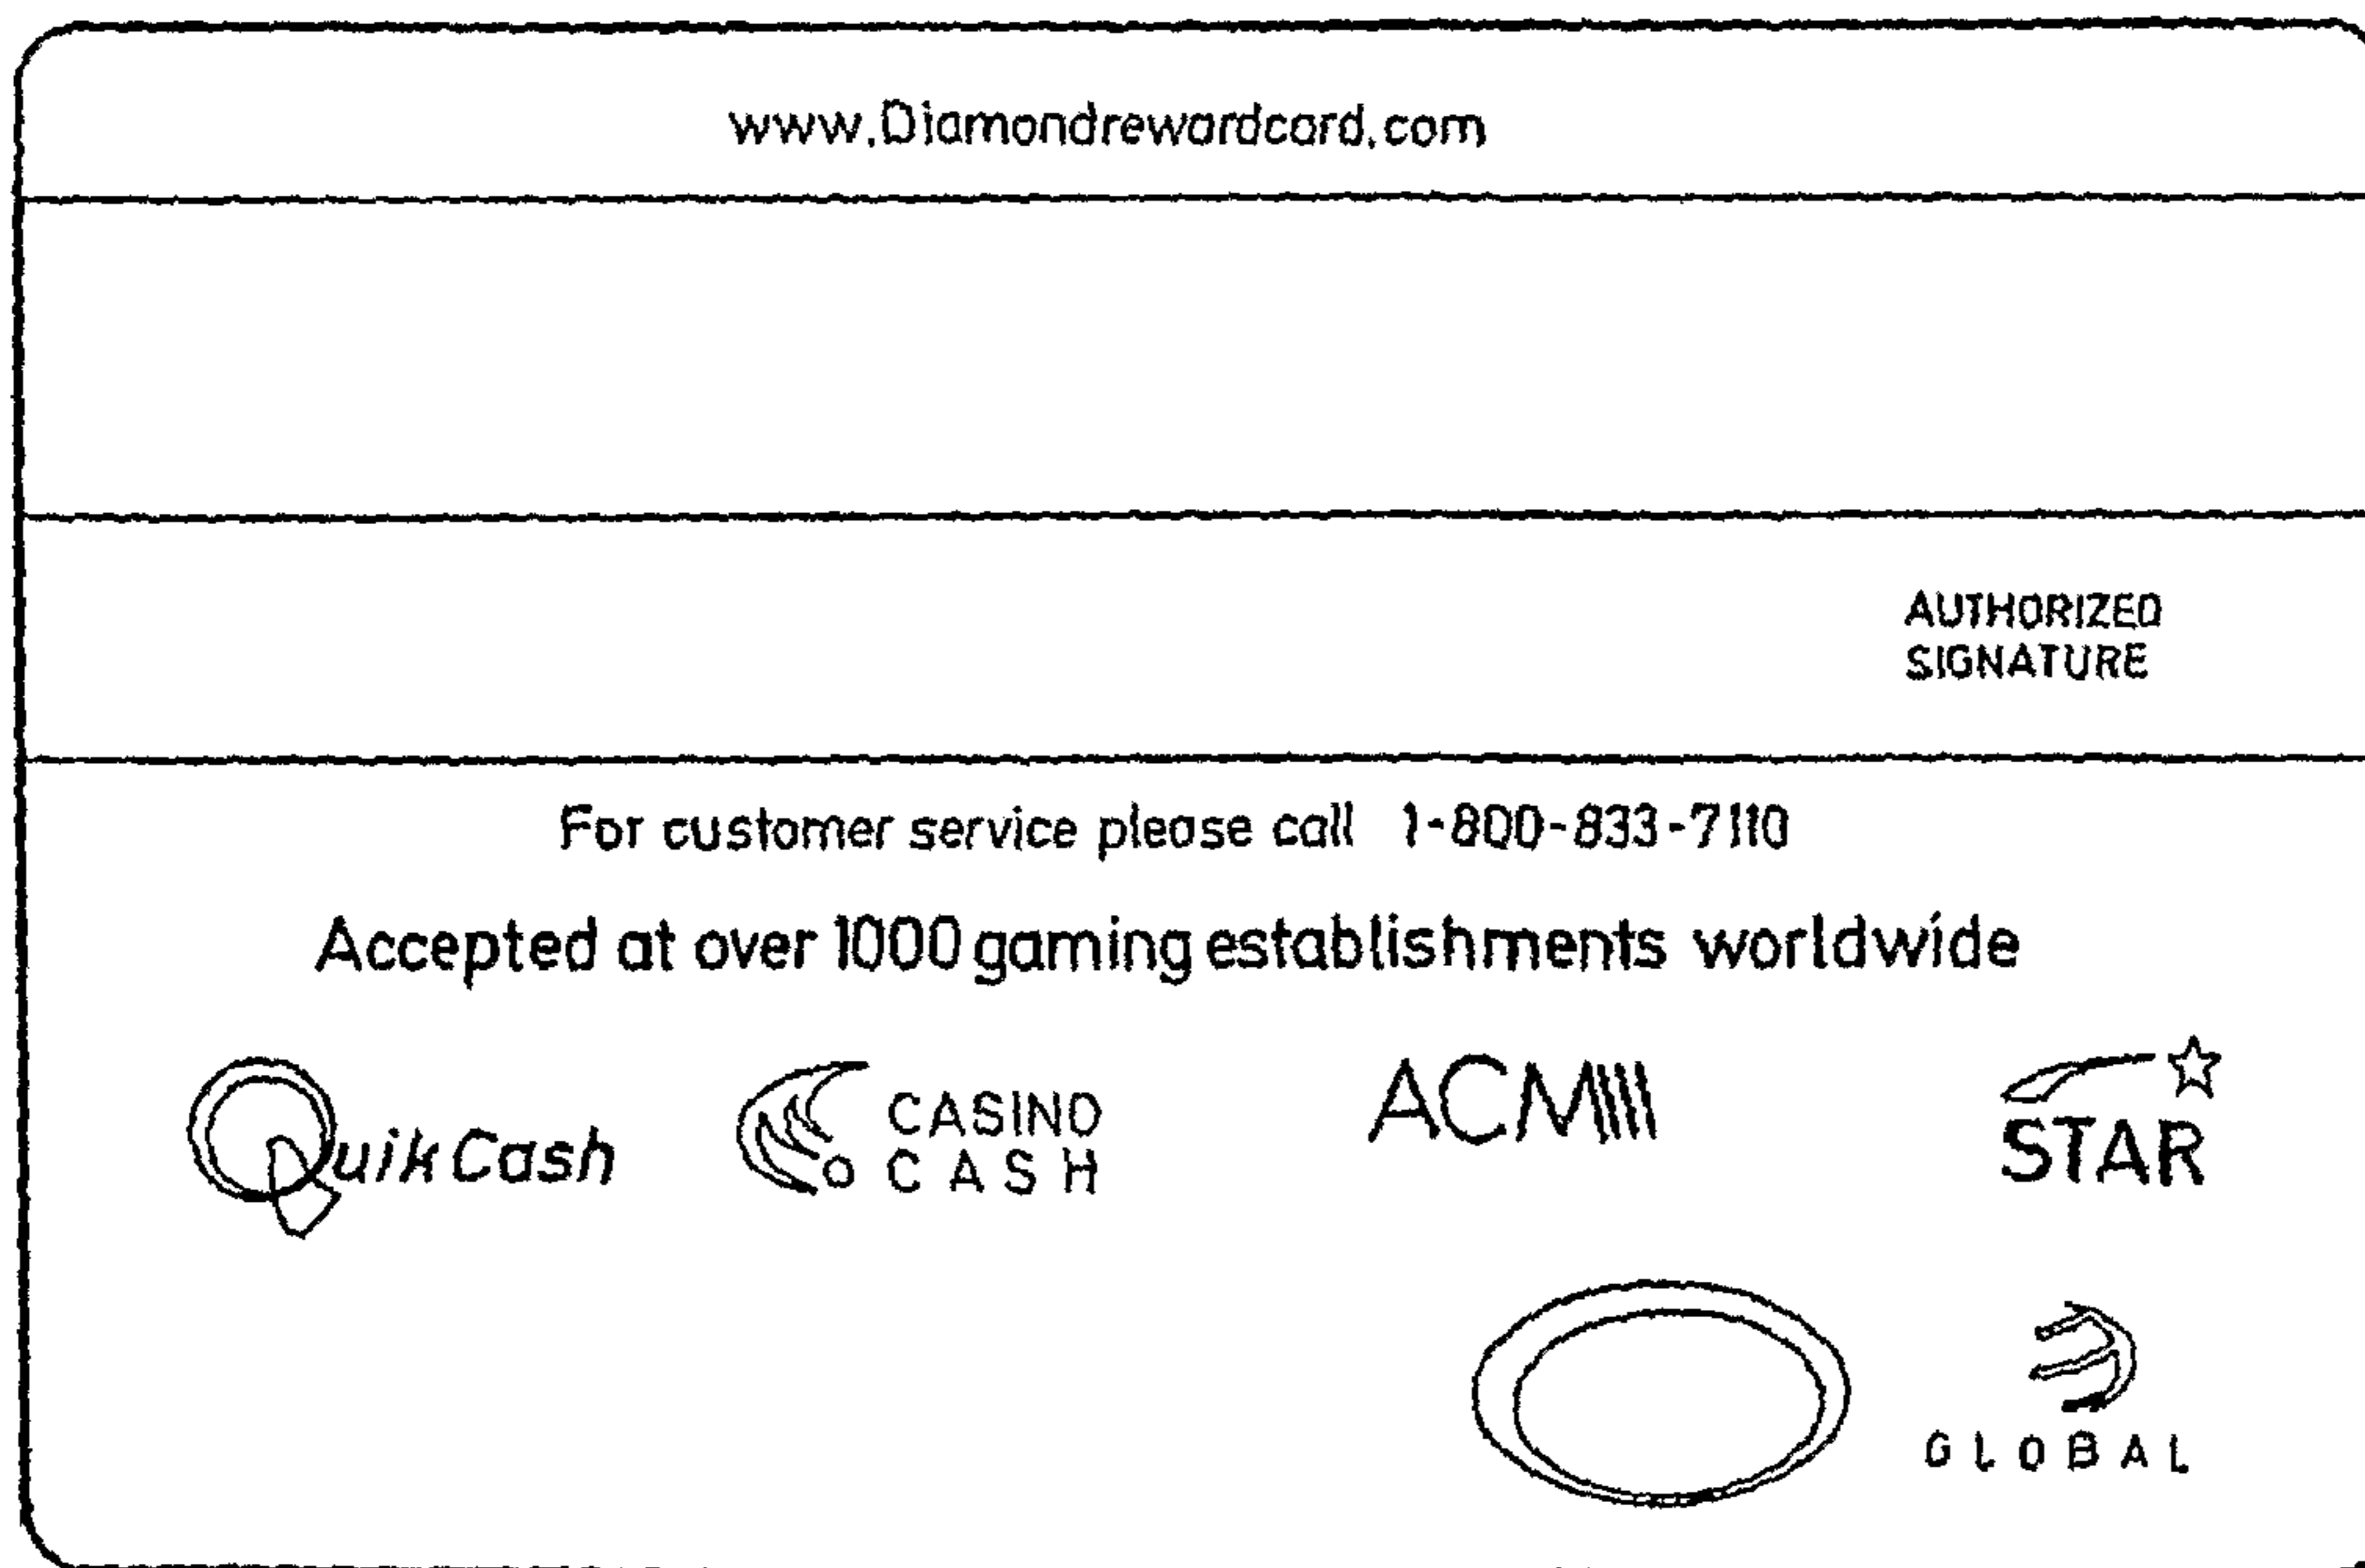 www.Diamondrewardcard.com
AUTHORIZED
SIGNATURE
For customer service please call 1-800-833-7110
Accepted at over 1000 gaming establishments worldwide
QuikCash
CASINO
CASH
ACM
STAR
GLOBAL